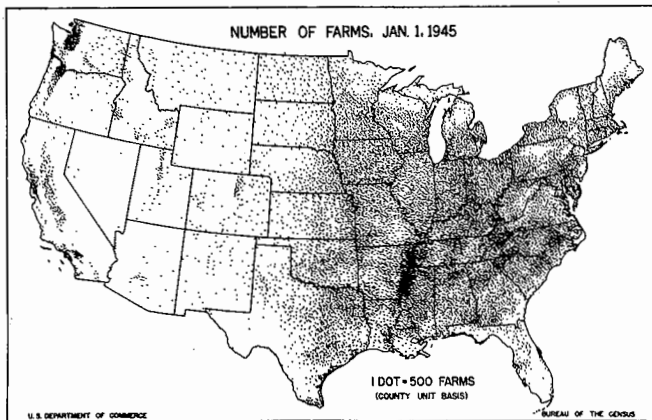 NUMBER OF FARMS, JAN. 1, 1945
1 DOT = 500 FARMS
(COUNTY UNIT BASIS)
U. S. DEPARTMENT OF COMMERCE
BUREAU OF THE CENSUS